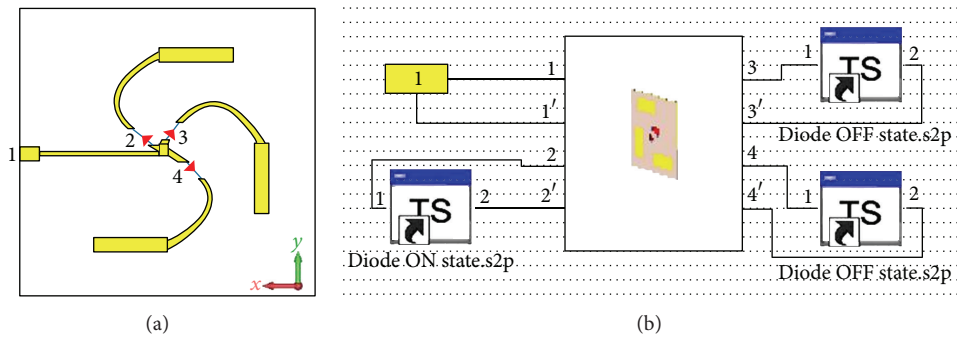 1
2
3
4
y
x
(a)
1
1
1′
2
2′
3
3′
4
4′
1 TS 2
Diode ON state.s2p
1 TS 2
Diode OFF state.s2p
1 TS 2
Diode OFF state.s2p
(b)